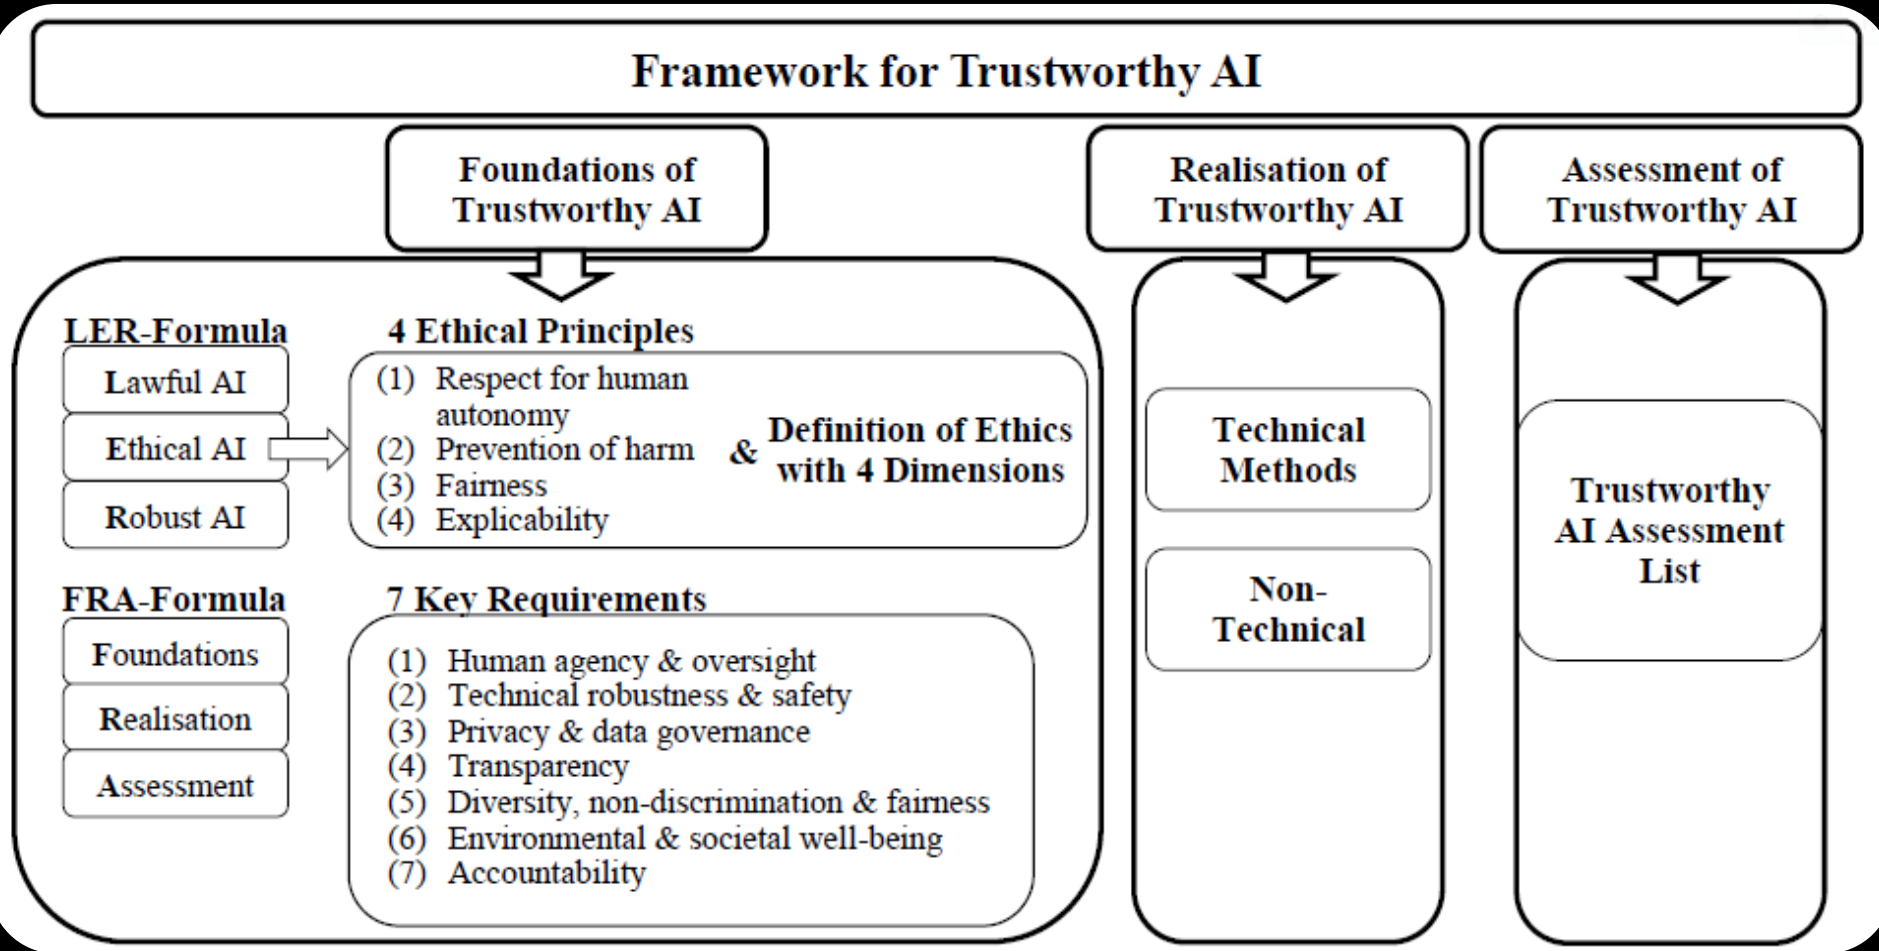 Framework for Trustworthy AI
Foundations of
Trustworthy AI
Realisation of
Trustworthy AI
Assessment of
Trustworthy AI
LER-Formula
Lawful AI
Ethical AI
Robust AI
4 Ethical Principles
(1) Respect for human
autonomy
(2) Prevention of harm
(3) Fairness
(4) Explicability
&
Definition of Ethics
with 4 Dimensions
FRA-Formula
Foundations
Realisation
Assessment
7 Key Requirements
(1) Human agency & oversight
(2) Technical robustness & safety
(3) Privacy & data governance
(4) Transparency
(5) Diversity, non-discrimination & fairness
(6) Environmental & societal well-being
(7) Accountability
Technical
Methods
Non-
Technical
Trustworthy
AI Assessment
List